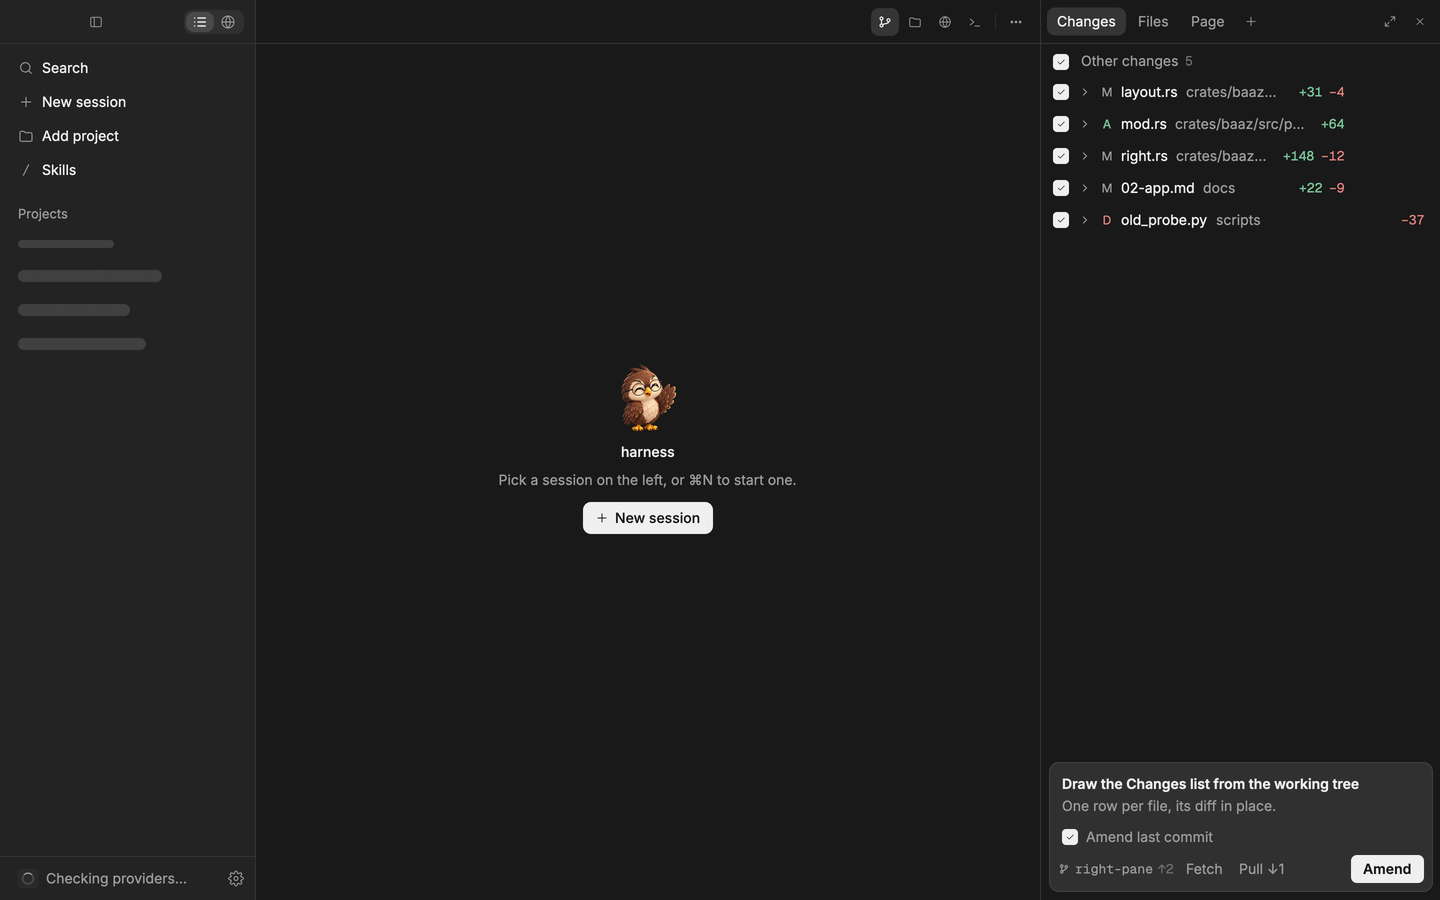 Changes Files Page
Search
New session
Add project
Skills
Projects
Checking providers...
harness
Pick a session on the left, or ⌘N to start one.
New session
Other changes 5
M layout.rs crates/baaz... +31 −4
A mod.rs crates/baaz/src/p... +64
M right.rs crates/baaz... +148 −12
M 02-app.md docs +22 −9
D old_probe.py scripts −37
Draw the Changes list from the working tree
One row per file, its diff in place.
Amend last commit
right-pane ↑2 Fetch Pull ↓1 Amend